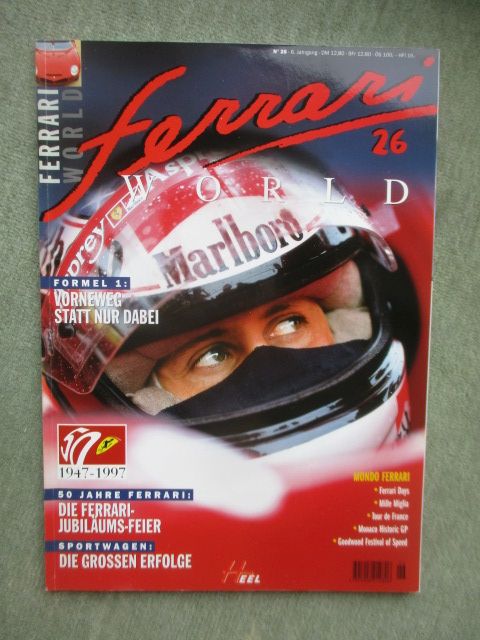 Nº 26 · 6. Jahrgang · DM 12,80 · SFr 12,80 · ÖS 100,-
FERRARI
WORLD
Ferrari
26
WORLD
Asprey
Marlboro
FORMEL 1:
VORNEWEG
STATT NUR DABEI
1947-1997
50 JAHRE FERRARI:
DIE FERRARI-
JUBILÄUMS-FEIER
SPORTWAGEN:
DIE GROSSEN ERFOLGE
MONDO FERRARI
• Ferrari Days
• Mille Miglia
• Tour de France
• Monaco Historic GP
• Goodwood Festival of Speed
HEEL